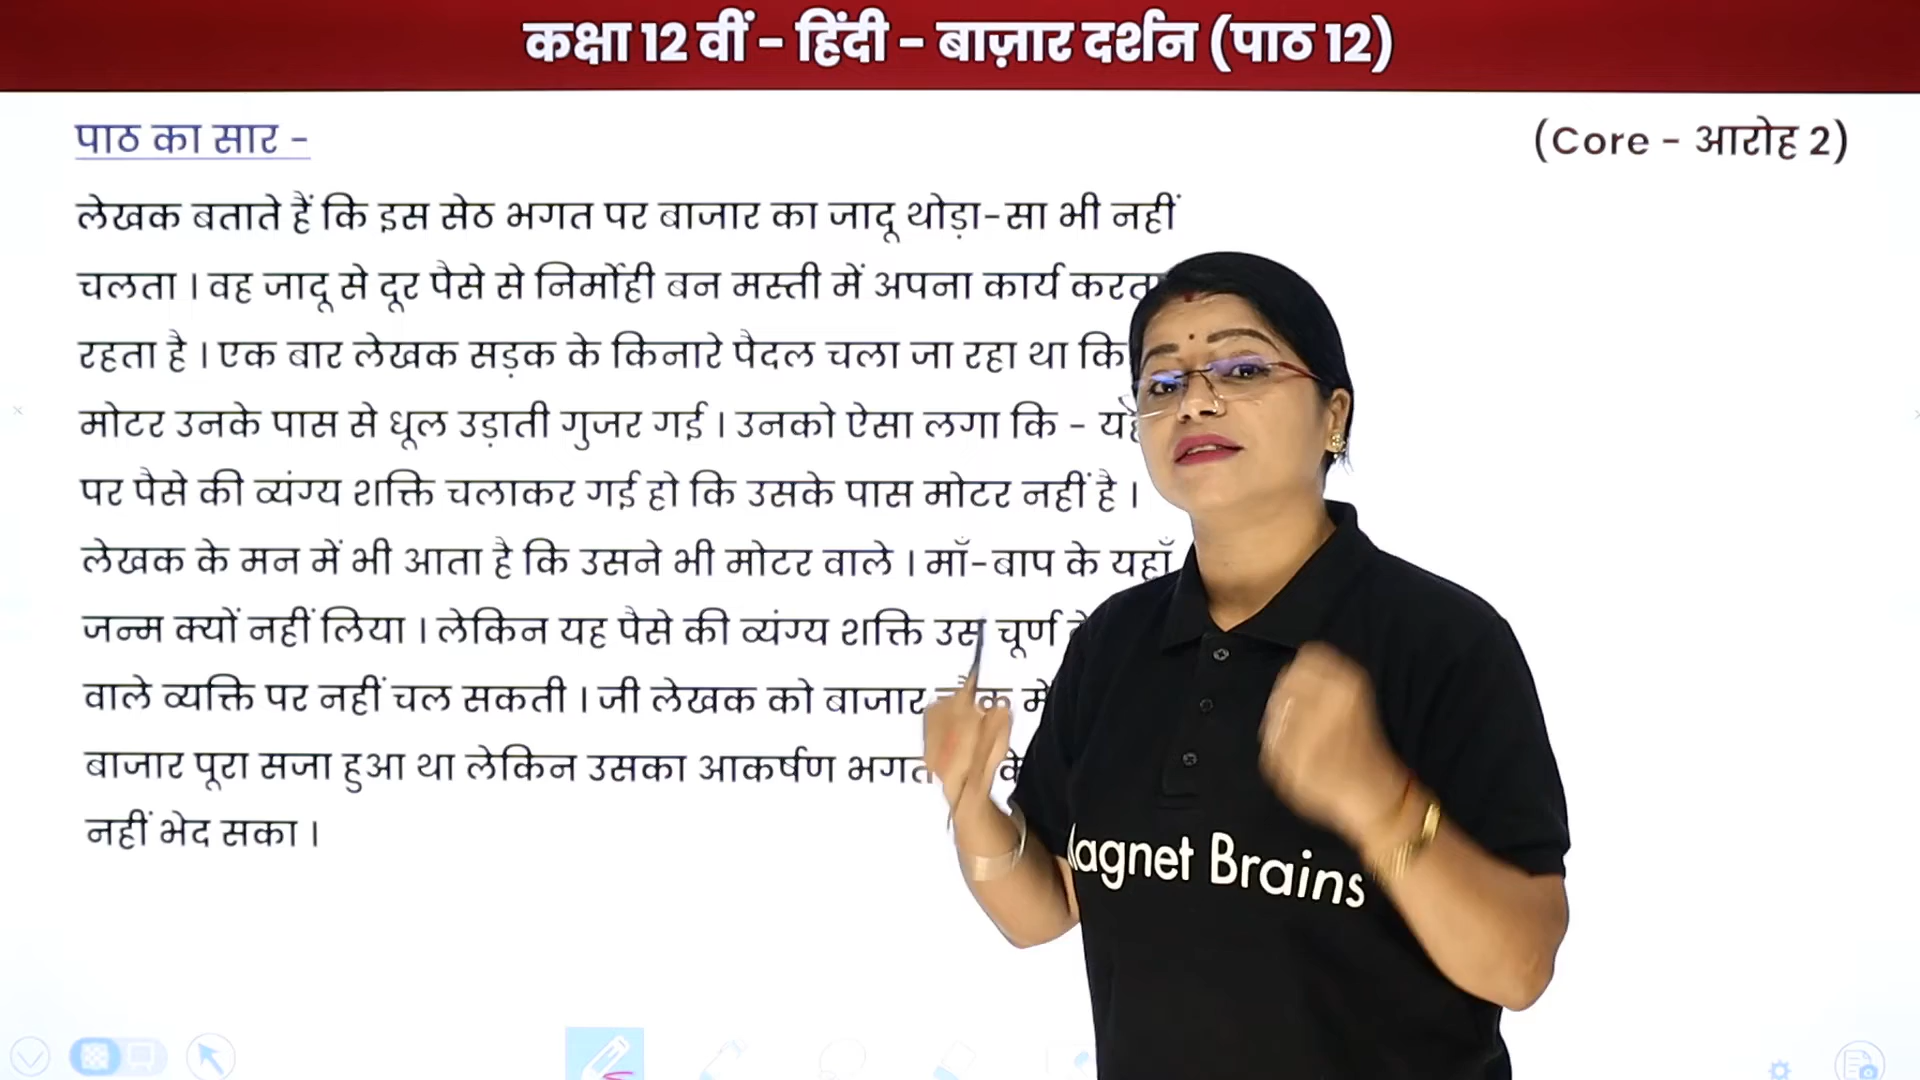 कक्षा 12 वीं - हिंदी - बाज़ार दर्शन (पाठ 12)
पाठ का सार -
(Core - आरोह 2)
लेखक बताते हैं कि इस सेठ भगत पर बाजार का जादू थोड़ा-सा भी नहीं
चलता । वह जादू से दूर पैसे से निर्मोही बन मस्ती में अपना कार्य
रहता है । एक बार लेखक सड़क के किनारे पैदल चला जा रहा था कि
मोटर उनके पास से धूल उड़ाती गुजर गई । उनको ऐसा लगा कि -
पर पैसे की व्यंग्य शक्ति चलाकर गई हो कि उसके पास मोटर नहीं है ।
लेखक के मन में भी आता है कि उसने भी मोटर वाले । माँ-बाप के यहाँ
जन्म क्यों नहीं लिया । लेकिन यह पैसे की व्यंग्य शक्ति उस चूर्ण
वाले व्यक्ति पर नहीं चल सकती । जी लेखक को बाजार में
बाजार पूरा सजा हुआ था लेकिन उसका आकर्षण भगत
नहीं भेद सका ।
Brains